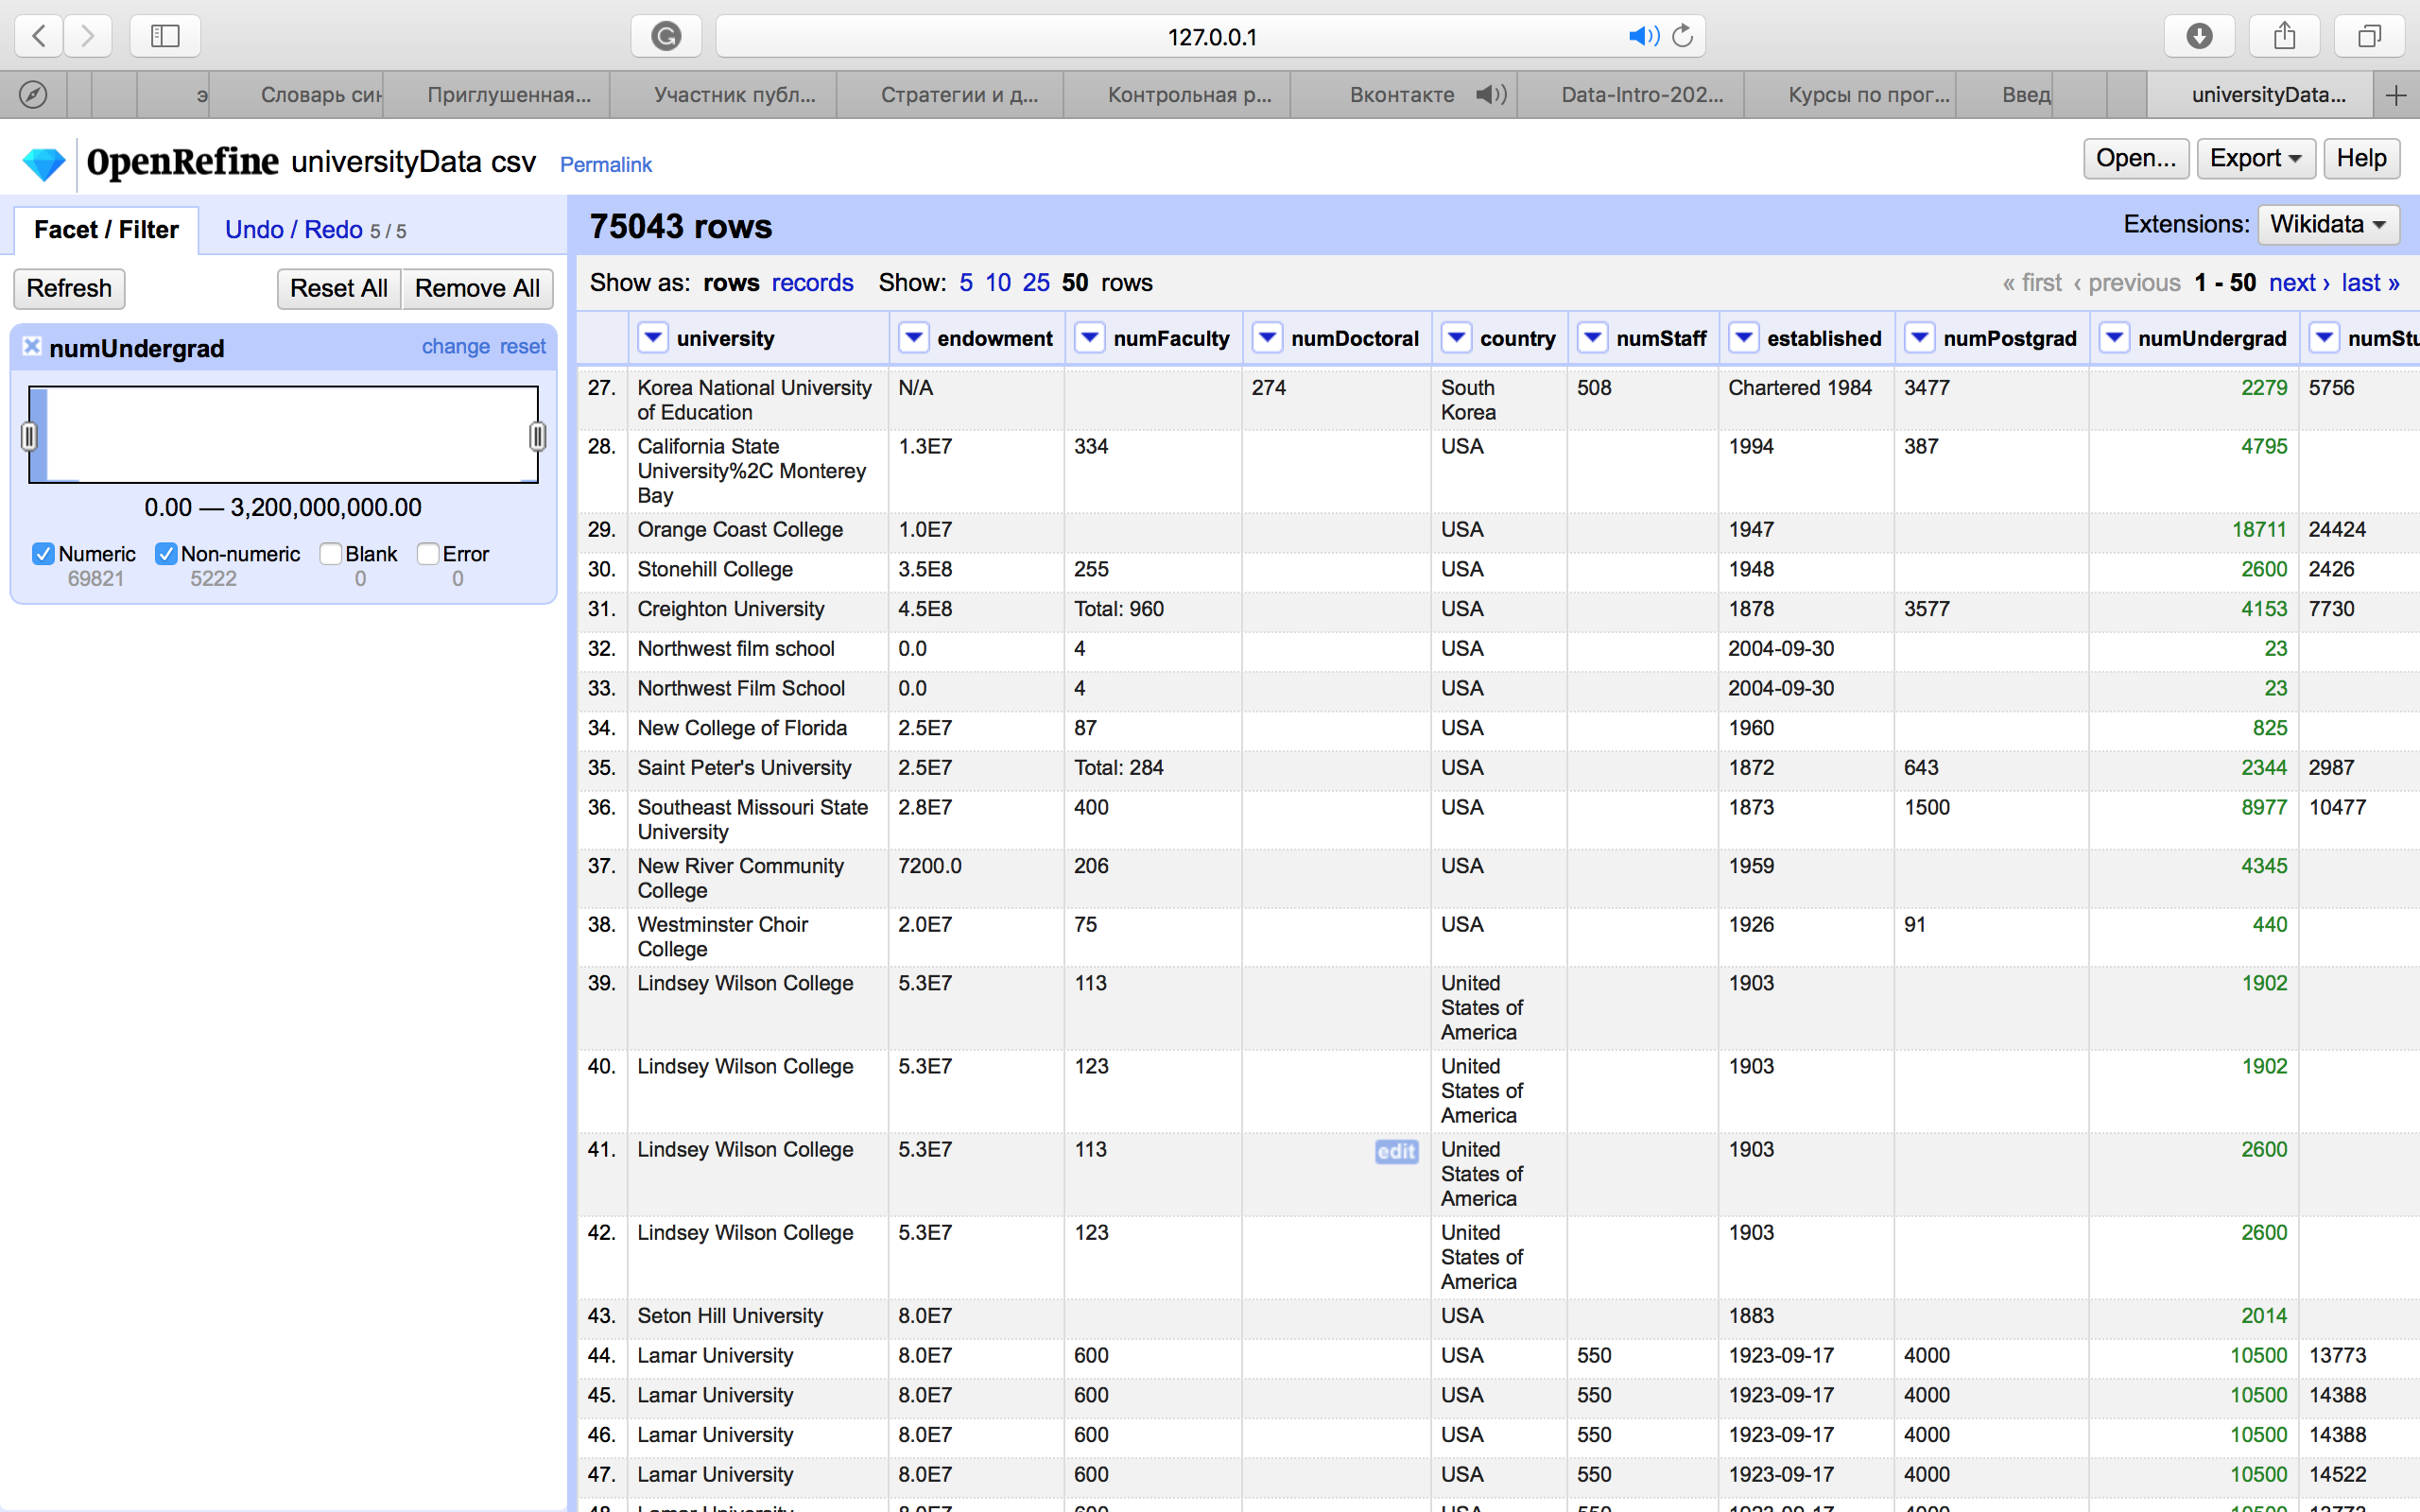 127.0.0.1
э
Словарь син
Приглушенная...
Участник публ...
Стратегии и д...
Контрольная р...
Вконтакте
Data-Intro-202...
Курсы по прог...
Введ
universityData...
OpenRefine universityData csv Permalink
Open... Export Help
Facet / Filter Undo / Redo 5 / 5
75043 rows
Extensions: Wikidata
Refresh Reset All Remove All
Show as: rows records Show: 5 10 25 50 rows
« first ‹ previous 1 - 50 next › last »
numUndergrad change reset
0.00 — 3,200,000,000.00
Numeric Non-numeric Blank Error
69821 5222 0 0
university endowment numFaculty numDoctoral country numStaff established numPostgrad numUndergrad numStu
27. Korea National University of Education N/A 274 South Korea 508 Chartered 1984 3477 2279 5756
28. California State University%2C Monterey Bay 1.3E7 334 USA 1994 387 4795
29. Orange Coast College 1.0E7 USA 1947 18711 24424
30. Stonehill College 3.5E8 255 USA 1948 2600 2426
31. Creighton University 4.5E8 Total: 960 USA 1878 3577 4153 7730
32. Northwest film school 0.0 4 USA 2004-09-30 23
33. Northwest Film School 0.0 4 USA 2004-09-30 23
34. New College of Florida 2.5E7 87 USA 1960 825
35. Saint Peter's University 2.5E7 Total: 284 USA 1872 643 2344 2987
36. Southeast Missouri State University 2.8E7 400 USA 1873 1500 8977 10477
37. New River Community College 7200.0 206 USA 1959 4345
38. Westminster Choir College 2.0E7 75 USA 1926 91 440
39. Lindsey Wilson College 5.3E7 113 United States of America 1903 1902
40. Lindsey Wilson College 5.3E7 123 United States of America 1903 1902
41. Lindsey Wilson College 5.3E7 113 edit United States of America 1903 2600
42. Lindsey Wilson College 5.3E7 123 United States of America 1903 2600
43. Seton Hill University 8.0E7 USA 1883 2014
44. Lamar University 8.0E7 600 USA 550 1923-09-17 4000 10500 13773
45. Lamar University 8.0E7 600 USA 550 1923-09-17 4000 10500 14388
46. Lamar University 8.0E7 600 USA 550 1923-09-17 4000 10500 14388
47. Lamar University 8.0E7 600 USA 550 1923-09-17 4000 10500 14522